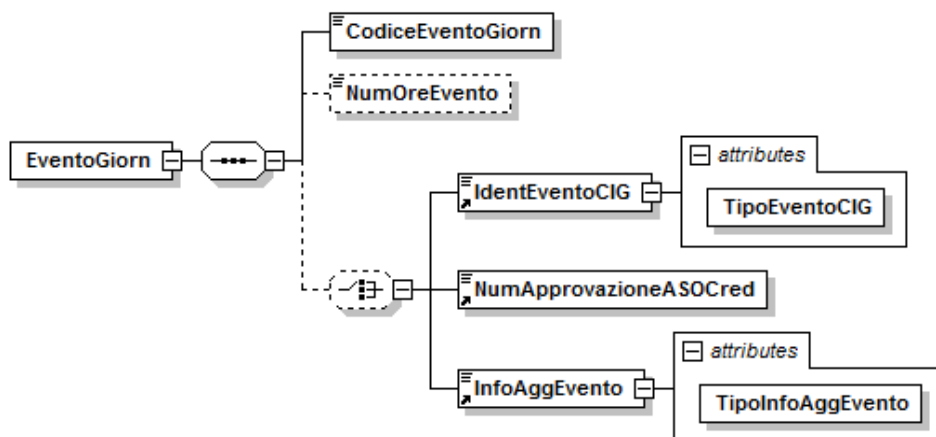 CodiceEventoGiorn
NumOreEvento
EventoGiorn
attributes
IdentEventoCIG
TipoEventoCIG
NumApprovazioneASOCred
attributes
InfoAggEvento
TipoInfoAggEvento